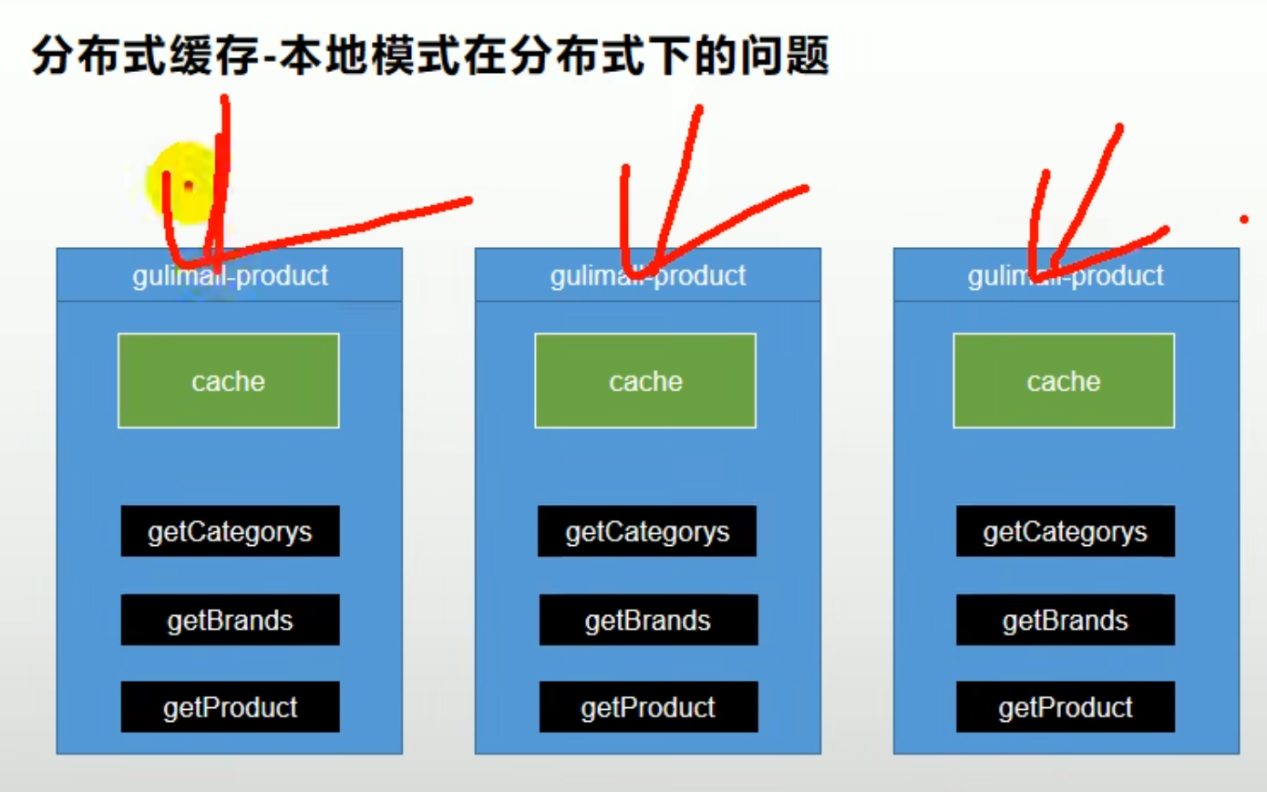 分布式缓存-本地模式在分布式下的问题
gulimall-product
gulimall-product
gulimall-product
cache
cache
cache
getCategorys
getCategorys
getCategorys
getBrands
getBrands
getBrands
getProduct
getProduct
getProduct